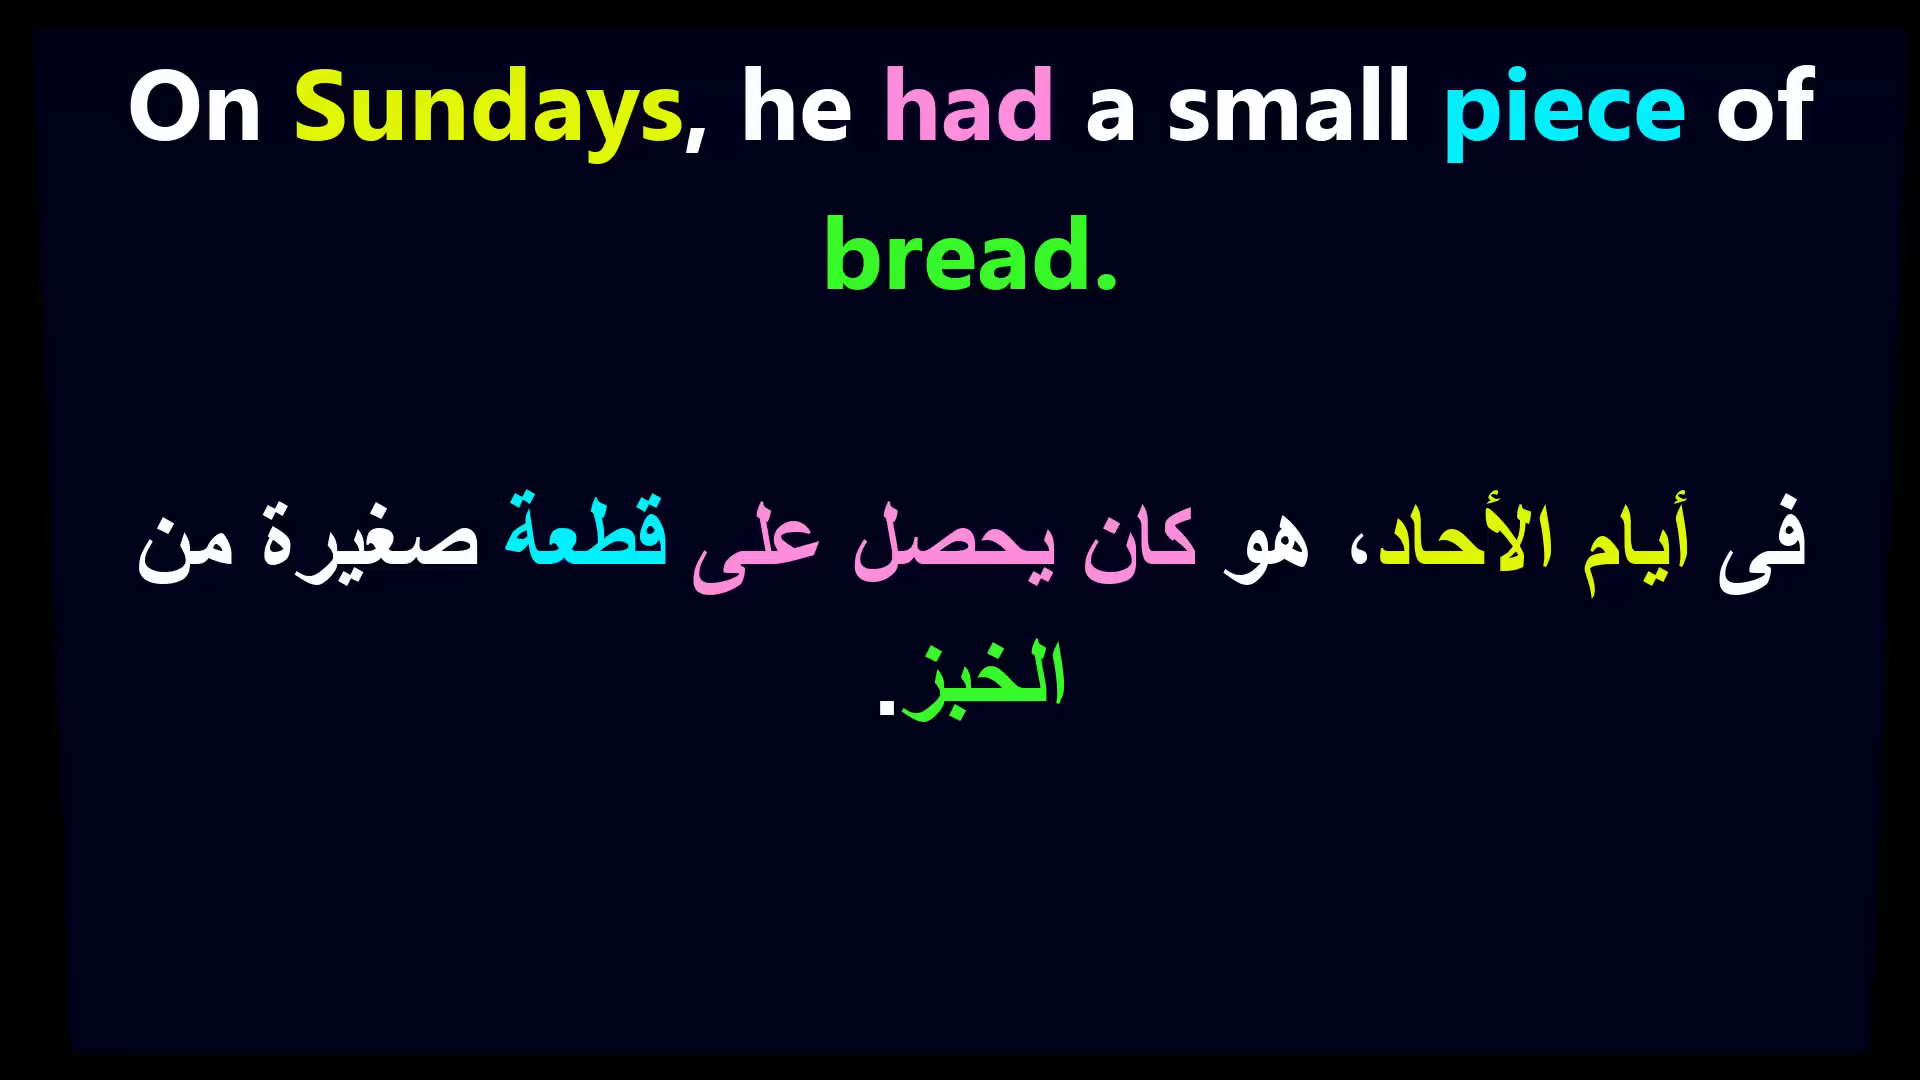 On Sundays, he had a small piece of
bread.
فى أيام الأحاد، هو كان يحصل على قطعة صغيرة من
الخبز.